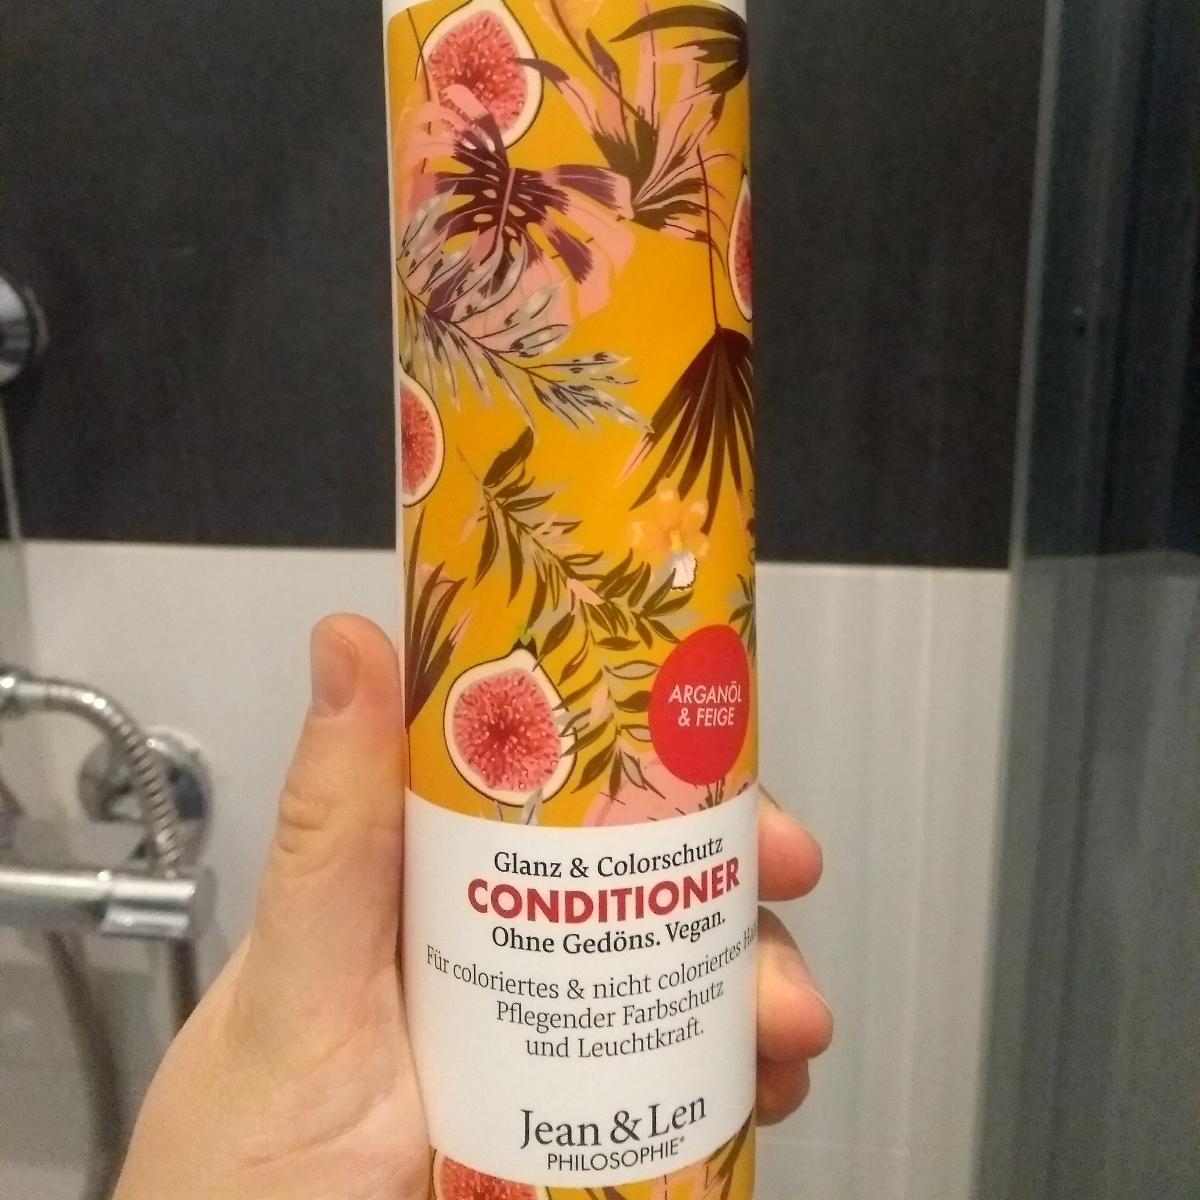 ARGANÖL
& FEIGE
Glanz & Colorschutz
CONDITIONER
Ohne Gedöns. Vegan.
Für coloriertes & nicht coloriertes
Pflegender Farbschutz
und Leuchtkraft.
Jean & Len
PHILOSOPHIE®